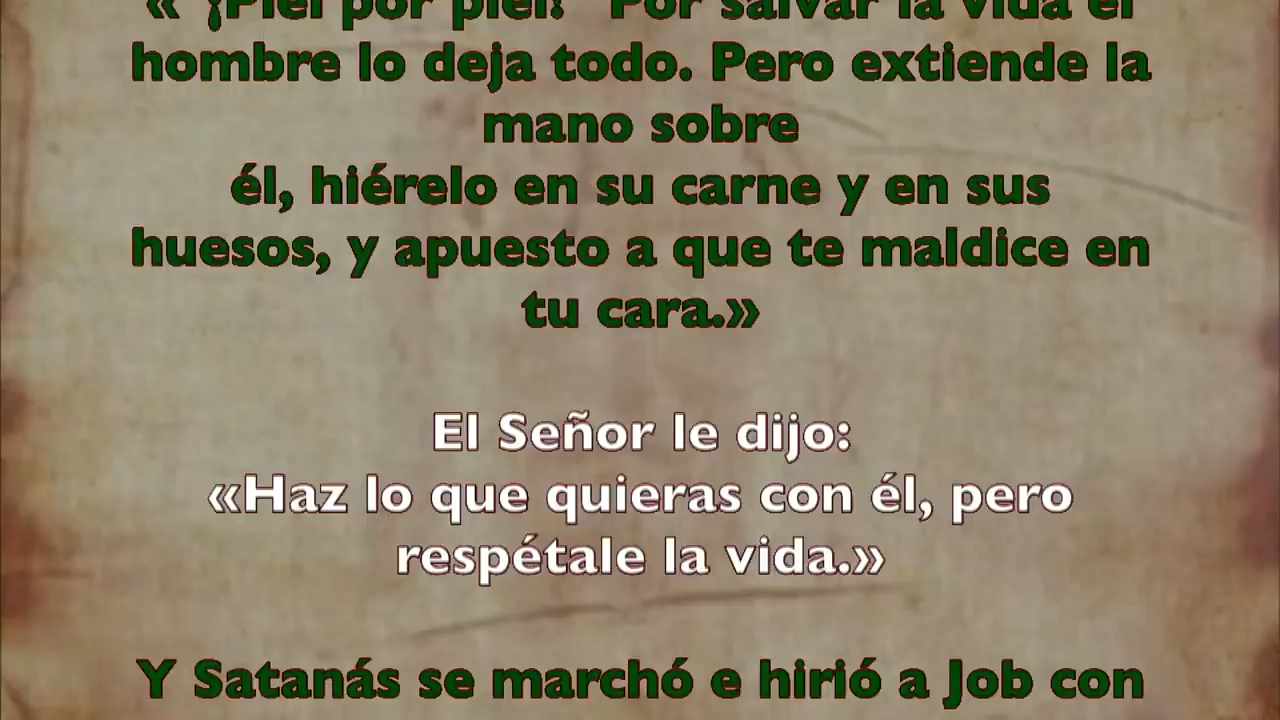 « "¡Piel por piel!" Por salvar la vida el
hombre lo deja todo. Pero extiende la
mano sobre
él, hiérelo en su carne y en sus
huesos, y apuesto a que te maldice en
tu cara.»
El Señor le dijo:
«Haz lo que quieras con él, pero
respétale la vida.»
Y Satanás se marchó e hirió a Job con